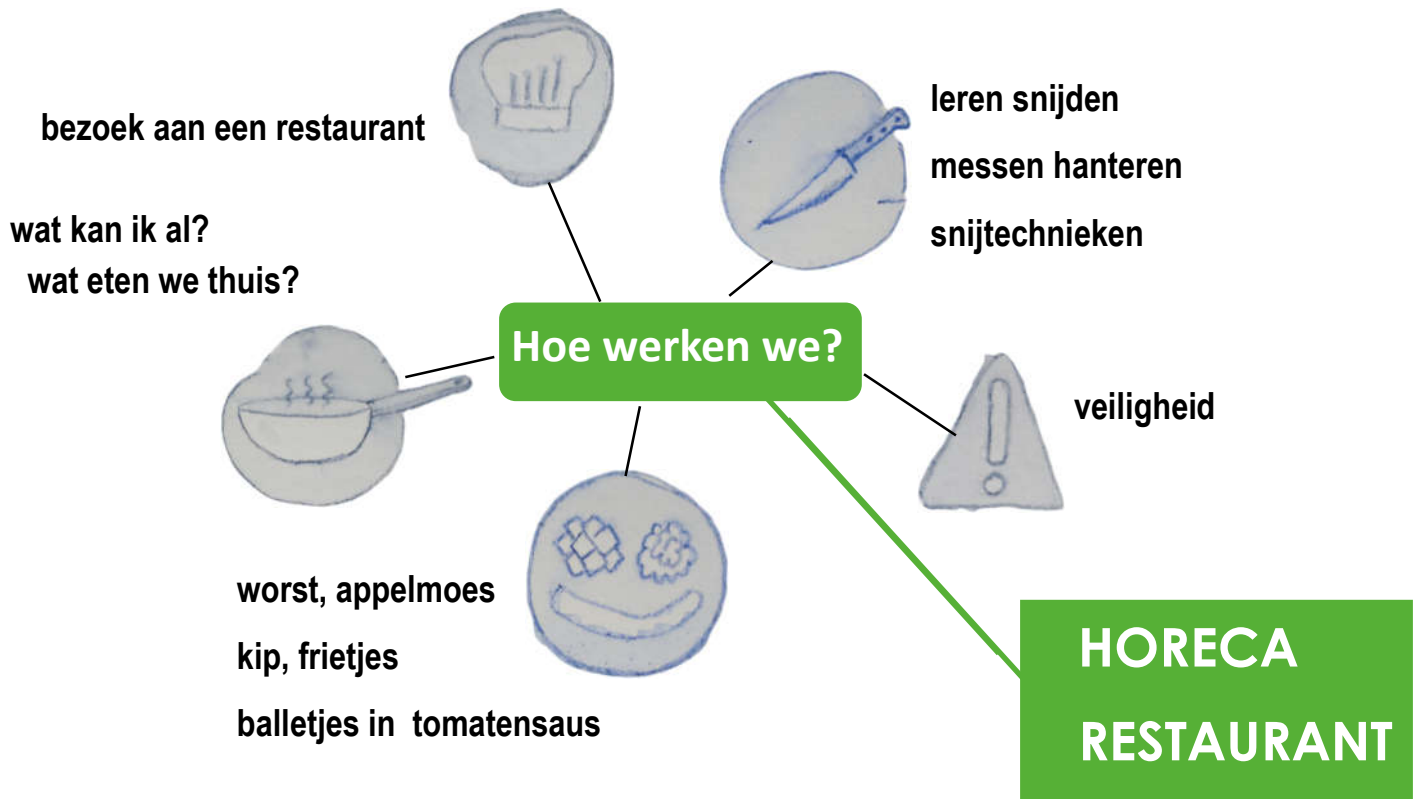 bezoek aan een restaurant
wat kan ik al?
wat eten we thuis?
leren snijden
messen hanteren
snijtechnieken
Hoe werken we?
veiligheid
worst, appelmoes
kip, frietjes
balletjes in tomatensaus
HORECA
RESTAURANT